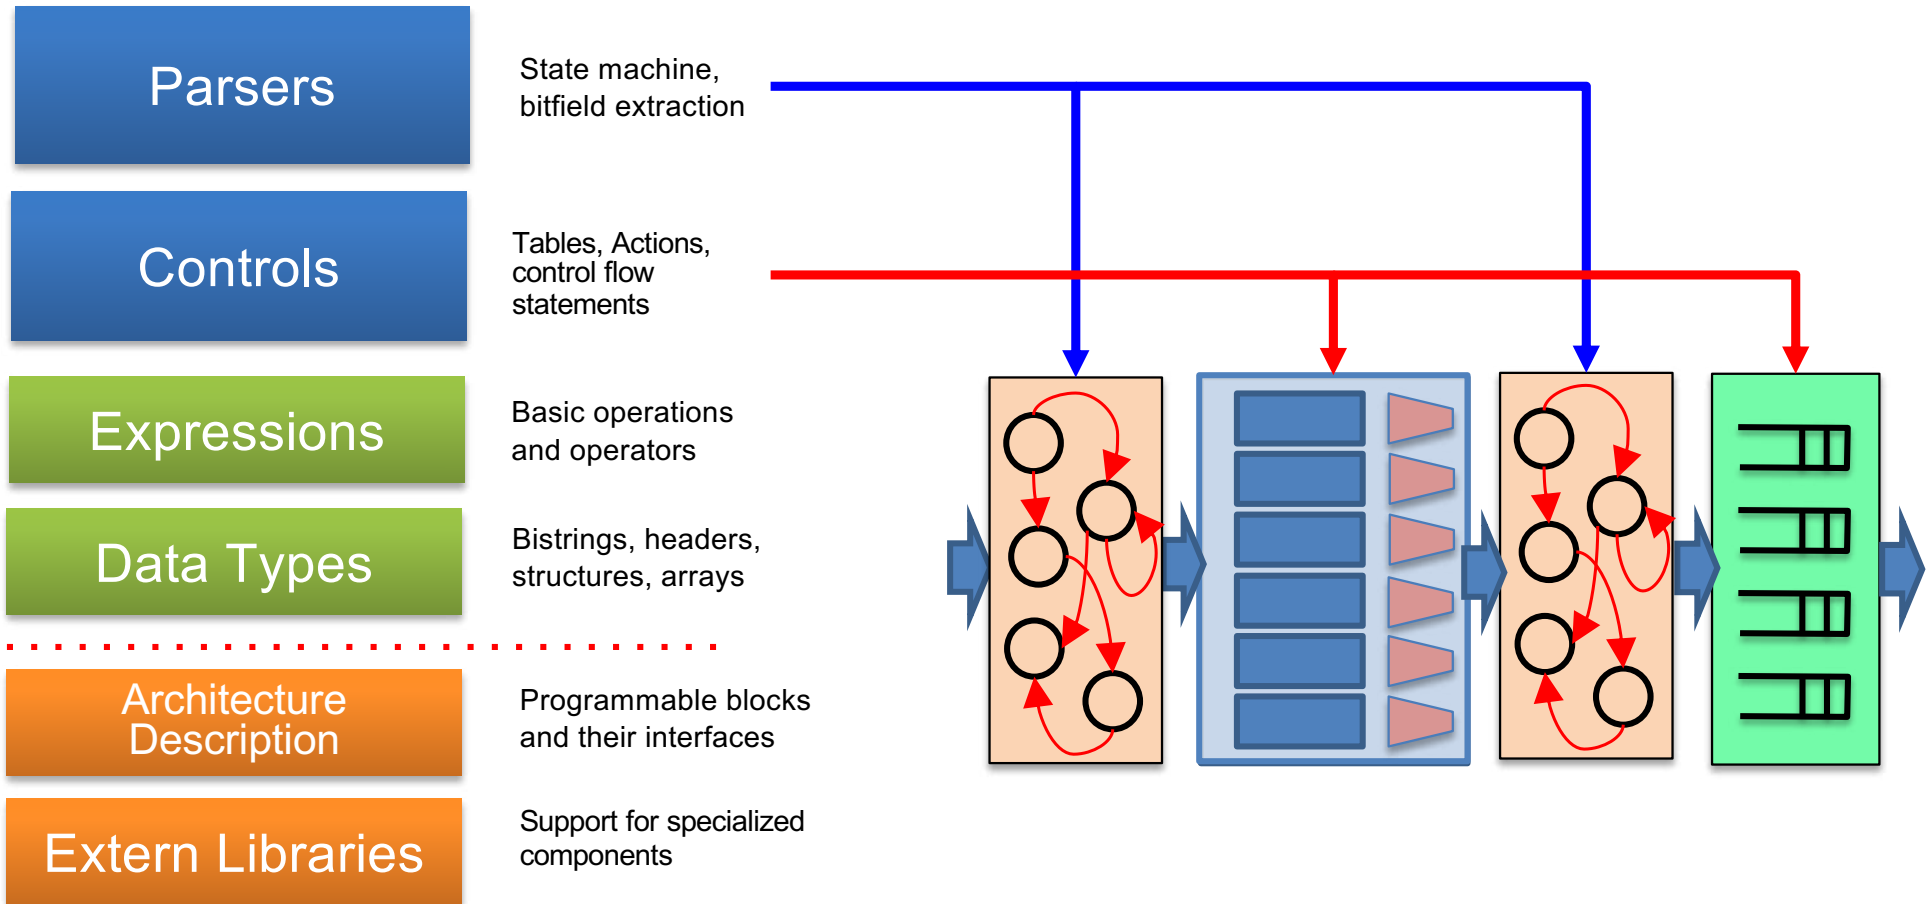 Parsers
State machine,
bitfield extraction
Controls
Tables, Actions,
control flow
statements
Expressions
Basic operations
and operators
Data Types
Bistrings, headers,
structures, arrays
Architecture
Description
Programmable blocks
and their interfaces
Extern Libraries
Support for specialized
components